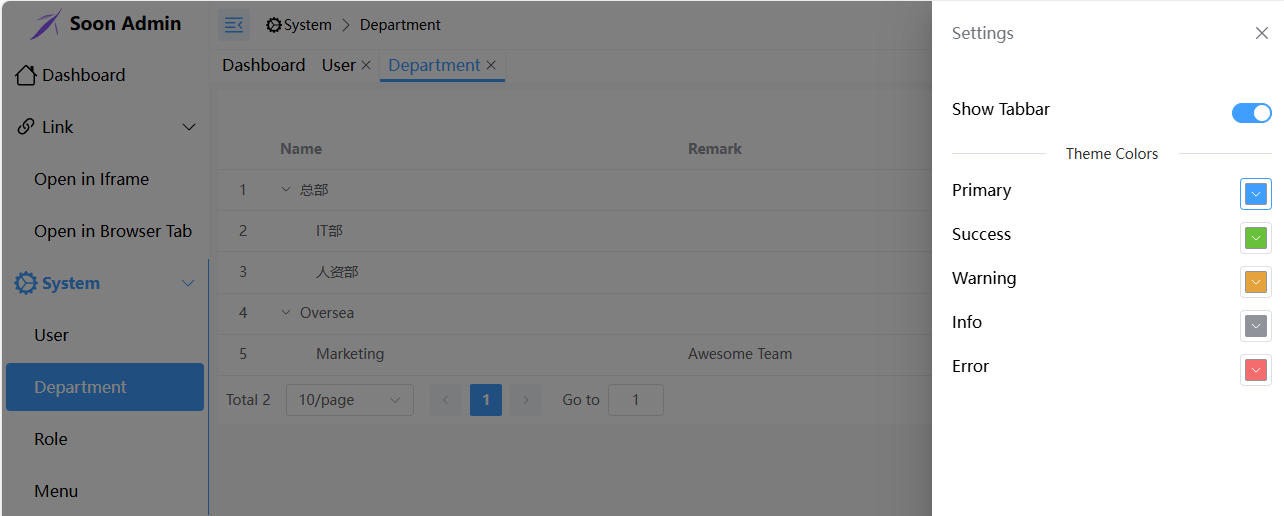 Soon Admin
Dashboard
Link
Open in Iframe
Open in Browser Tab
System
User
Department
Role
Menu
System Department
Dashboard User Department
Name Remark
1 总部
2 IT部
3 人资部
4 Oversea
5 Marketing Awesome Team
Total 2 10/page 1 Go to 1
Settings
Show Tabbar
Theme Colors
Primary
Success
Warning
Info
Error